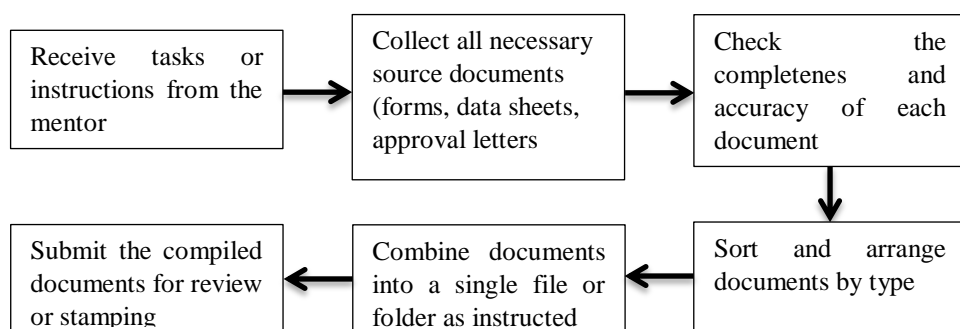 Receive tasks or
instructions from the
mentor
Collect all necessary
source documents
(forms, data sheets,
approval letters
Check the
completenes and
accuracy of each
document
Sort and arrange
documents by type
Combine documents
into a single file or
folder as instructed
Submit the compiled
documents for review
or stamping